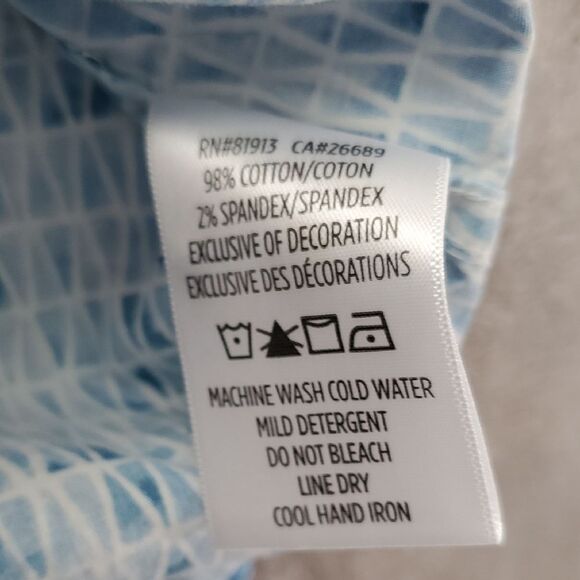 RN#81913 CA#26689
98% COTTON/COTON
2% SPANDEX/SPANDEX
EXCLUSIVE OF DECORATION
EXCLUSIVE DES DÉCORATIONS
MACHINE WASH COLD WATER
MILD DETERGENT
DO NOT BLEACH
LINE DRY
COOL HAND IRON